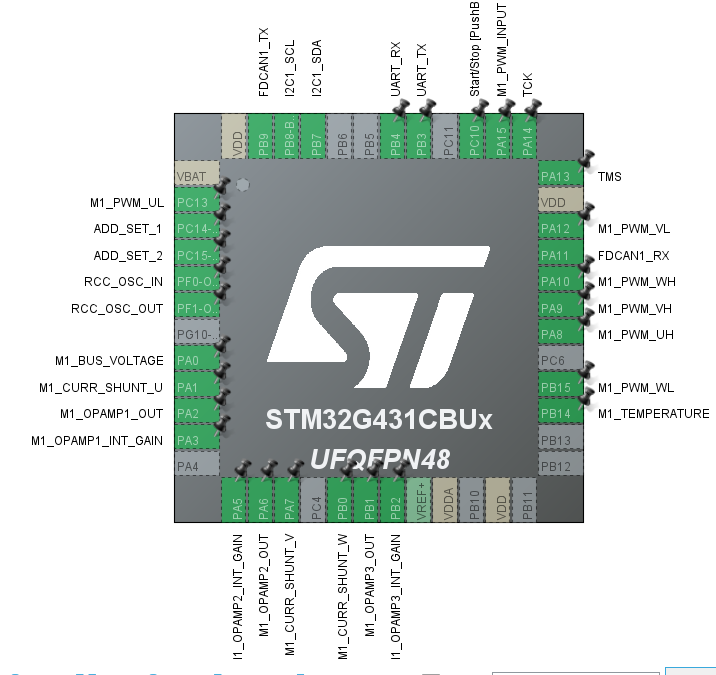 FDCAN1_TX
I2C1_SCL
I2C1_SDA
UART_RX
UART_TX
Start/Stop [PushB
M1_PWM_INPUT
TCK
VDD
PB9
PB8-B..
PB7
PB6
PB5
PB4
PB3
PC11
PC10
PA15
PA14
VBAT
M1_PWM_UL PC13
ADD_SET_1 PC14-..
ADD_SET_2 PC15-..
RCC_OSC_IN PF0-O..
RCC_OSC_OUT PF1-O..
PG10-..
M1_BUS_VOLTAGE PA0
M1_CURR_SHUNT_U PA1
M1_OPAMP1_OUT PA2
M1_OPAMP1_INT_GAIN PA3
PA4
PA13 TMS
VDD
PA12 M1_PWM_VL
PA11 FDCAN1_RX
PA10 M1_PWM_WH
PA9 M1_PWM_VH
PA8 M1_PWM_UH
PC6
PB15 M1_PWM_WL
PB14 M1_TEMPERATURE
PB13
PB12
ST
STM32G431CBUx
UFQFPN48
PA5
PA6
PA7
PC4
PB0
PB1
PB2
VREF+
VDDA
PB10
VDD
PB11
I1_OPAMP2_INT_GAIN
M1_OPAMP2_OUT
M1_CURR_SHUNT_V
M1_CURR_SHUNT_W
M1_OPAMP3_OUT
I1_OPAMP3_INT_GAIN